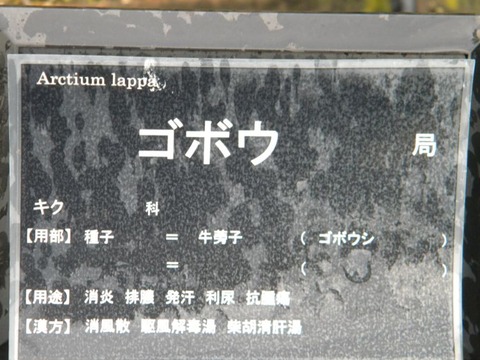 Arctium lappa
ゴボウ 局
キク 科
【用部】 種子 ＝ 牛蒡子 ( ゴボウシ )
＝ ( )
【用途】 消炎 排膿 発汗 利尿 抗腫瘍
【漢方】 消風散 駆風解毒湯 柴胡清肝湯